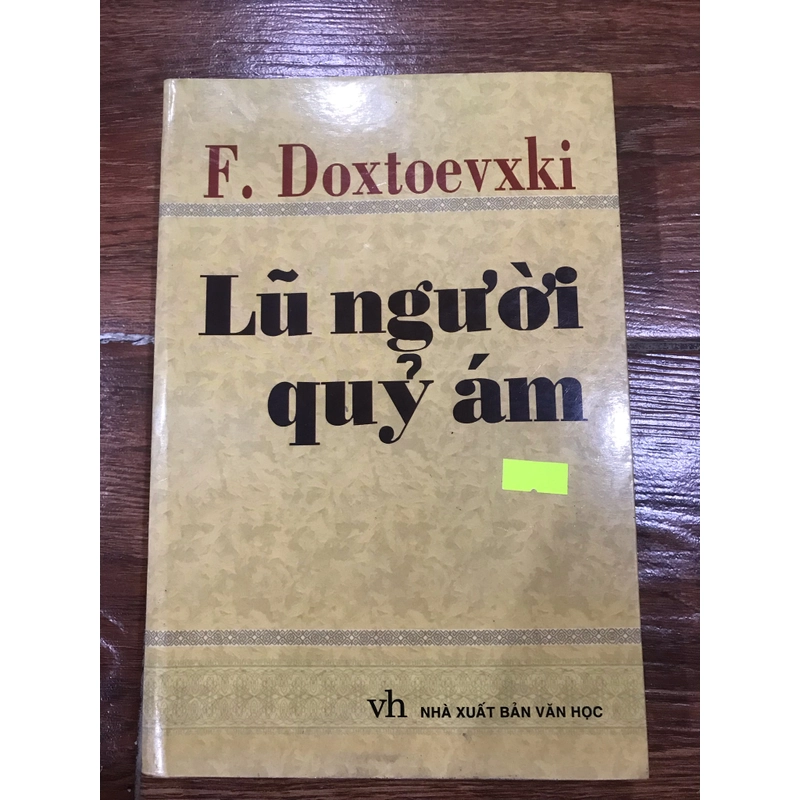 F. Doxtoevxki
Lũ người
quỷ ám
vh NHÀ XUẤT BẢN VĂN HỌC